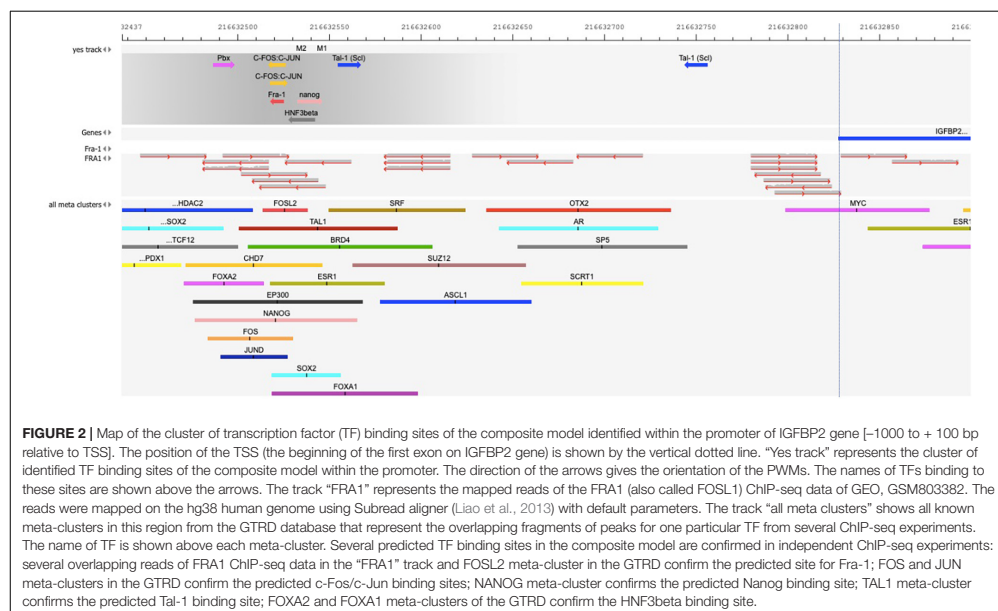 32437 216632500 216632550 216632600 216632650 216632700 216632750 216632800 216632850 21663
yes track M2 M1
Pbx C-FOS:C-JUN Tal-1 (Scl) Tal-1 (Scl)
C-FOS:C-JUN
Fra-1 nanog
HNF3beta
Genes IGFBP2...
Fra-1
FRA1
all meta clusters ...HDAC2 FOSL2 SRF OTX2 MYC
...SOX2 TAL1 AR ESR1
...TCF12 BRD4 SP5
...PDX1 CHD7 SUZ12
FOXA2 ESR1 SCRT1
EP300 ASCL1
NANOG
FOS
JUND
SOX2
FOXA1
FIGURE 2 | Map of the cluster of transcription factor (TF) binding sites of the composite model identified within the promoter of IGFBP2 gene [–1000 to + 100 bp
relative to TSS]. The position of the TSS (the beginning of the first exon on IGFBP2 gene) is shown by the vertical dotted line. “Yes track” represents the cluster of
identified TF binding sites of the composite model within the promoter. The direction of the arrows gives the orientation of the PWMs. The names of TFs binding to
these sites are shown above the arrows. The track “FRA1” represents the mapped reads of the FRA1 (also called FOSL1) ChIP-seq data of GEO, GSM803382. The
reads were mapped on the hg38 human genome using Subread aligner (Liao et al., 2013) with default parameters. The track “all meta clusters” shows all known
meta-clusters in this region from the GTRD database that represent the overlapping fragments of peaks for one particular TF from several ChIP-seq experiments.
The name of TF is shown above each meta-cluster. Several predicted TF binding sites in the composite model are confirmed in independent ChIP-seq experiments:
several overlapping reads of FRA1 ChIP-seq data in the “FRA1” track and FOSL2 meta-cluster in the GTRD confirm the predicted site for Fra-1; FOS and JUN
meta-clusters in the GTRD confirm the predicted c-Fos/c-Jun binding sites; NANOG meta-cluster confirms the predicted Nanog binding site; TAL1 meta-cluster
confirms the predicted Tal-1 binding site; FOXA2 and FOXA1 meta-clusters of the GTRD confirm the HNF3beta binding site.